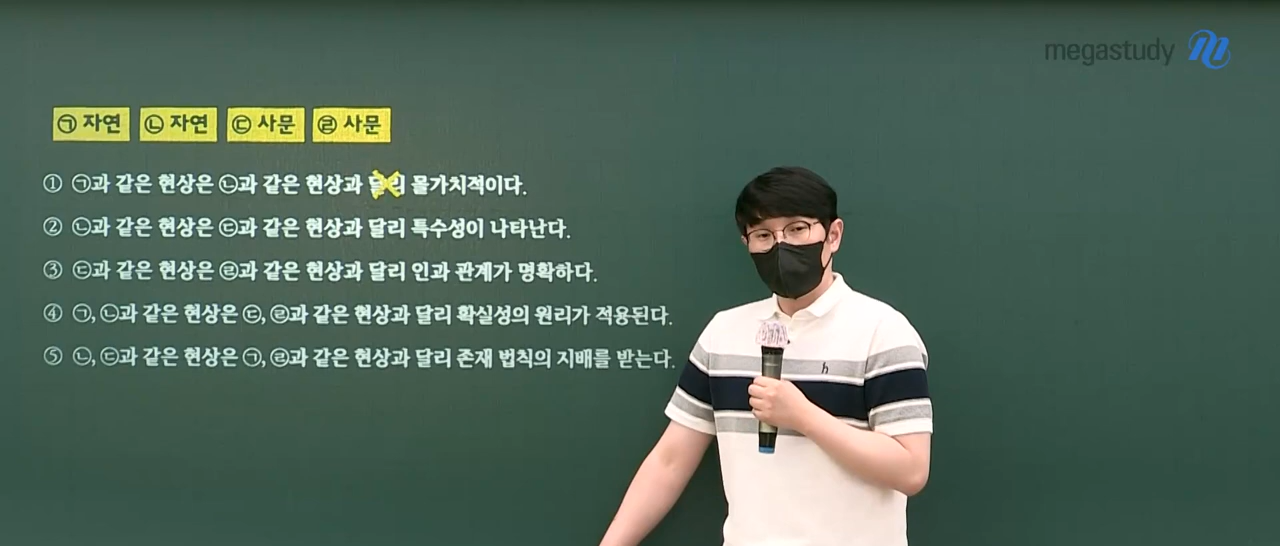 megastudy
㉠ 자연 ㉡ 자연 ㉢ 사문 ㉣ 사문
① ㉠과 같은 현상은 ㉡과 같은 현상과 달리 몰가치적이다.
② ㉡과 같은 현상은 ㉢과 같은 현상과 달리 특수성이 나타난다.
③ ㉢과 같은 현상은 ㉣과 같은 현상과 달리 인과 관계가 명확하다.
④ ㉠, ㉡과 같은 현상은 ㉢, ㉣과 같은 현상과 달리 확실성의 원리가 적용된다.
⑤ ㉡, ㉢과 같은 현상은 ㉠, ㉣과 같은 현상과 달리 존재 법칙의 지배를 받는다.
h